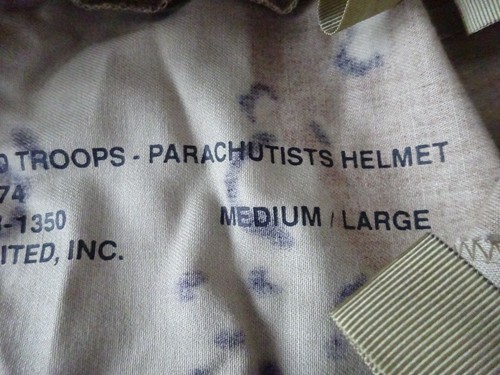 TROOPS - PARACHUTISTS HELMET
74
-1350 MEDIUM / LARGE
ITED, INC.